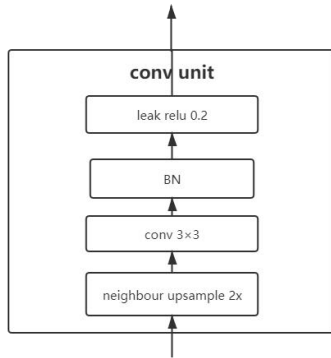 conv unit
leak relu 0.2
BN
conv 3×3
neighbour upsample 2x